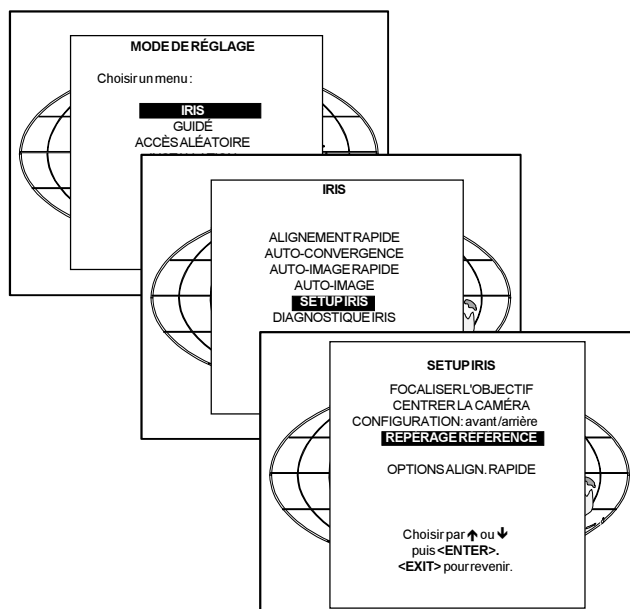 MODE DE RÉGLAGE
Choisir un menu :
IRIS
GUIDÉ
ACCÈS ALÉATOIRE
IRIS
ALIGNEMENT RAPIDE
AUTO-CONVERGENCE
AUTO-IMAGE RAPIDE
AUTO-IMAGE
SETUP IRIS
DIAGNOSTIQUE IRIS
SETUP IRIS
FOCALISER L'OBJECTIF
CENTRER LA CAMÉRA
CONFIGURATION: avant/arrière
REPÉRAGE RÉFÉRENCE
OPTIONS ALIGN. RAPIDE
Choisir par ↑ ou ↓
puis <ENTER>.
<EXIT> pour revenir.